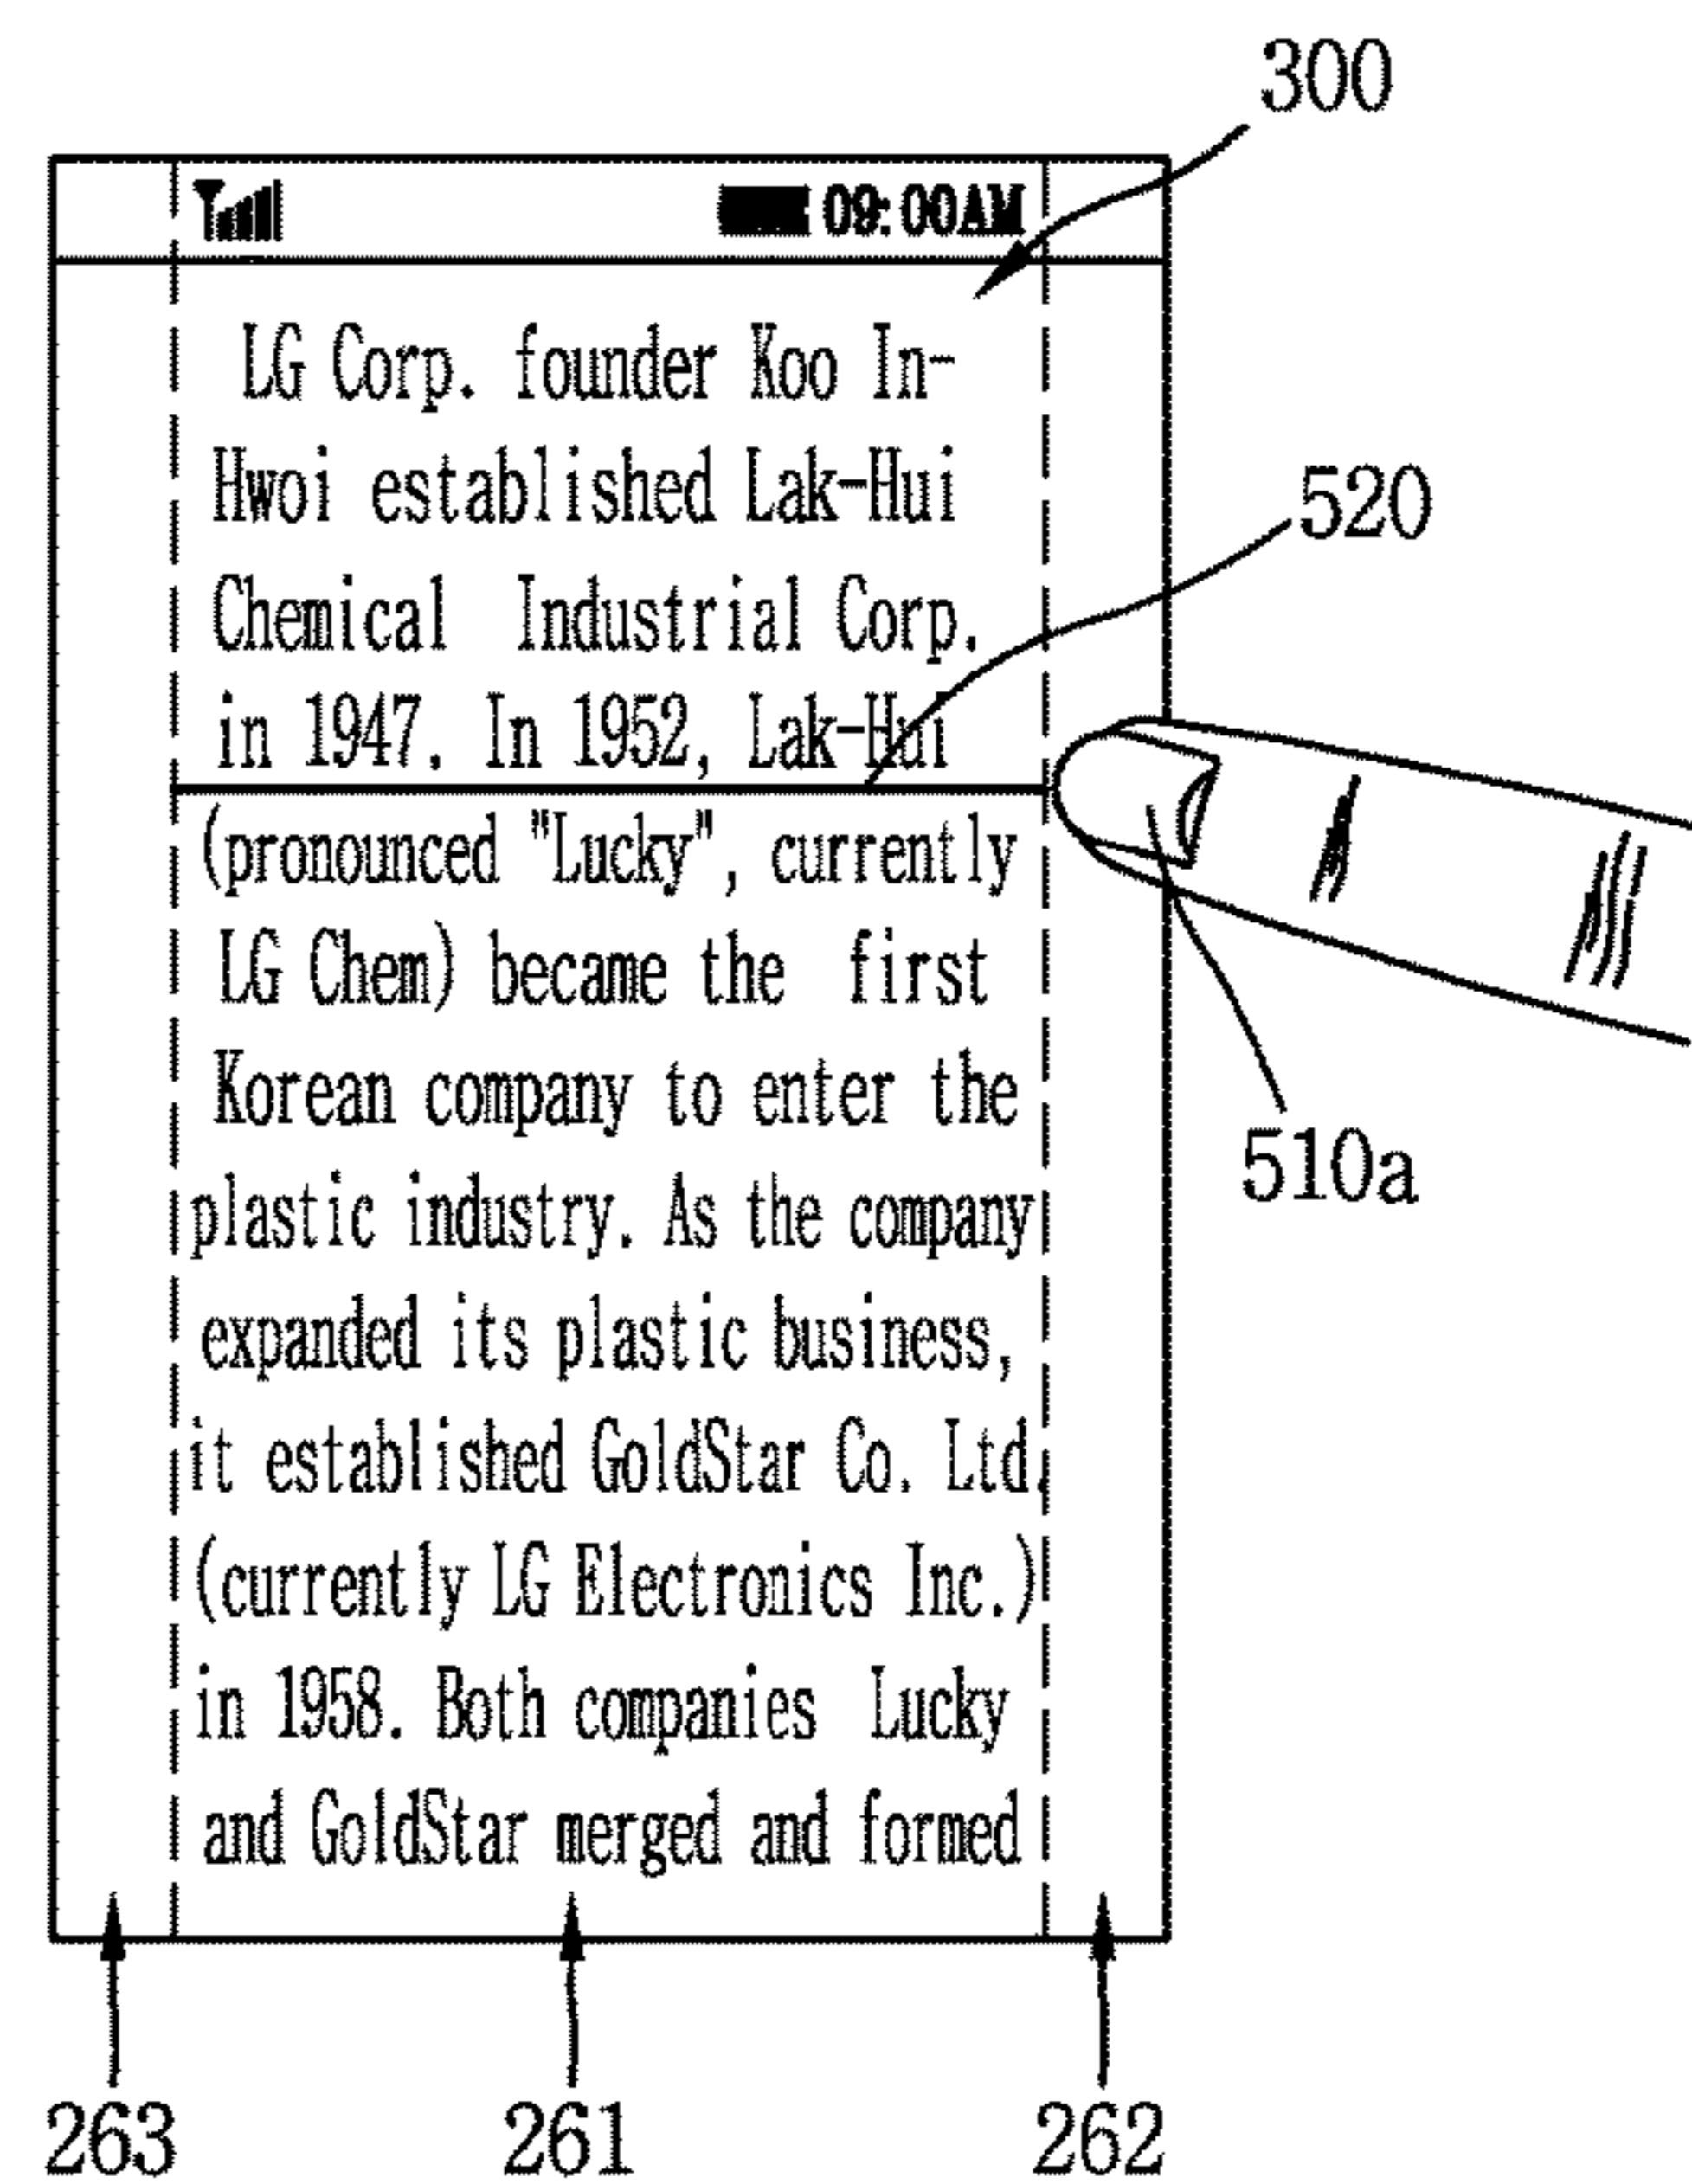 300
09:00AM
LG Corp. founder Koo In-
Hwoi established Lak-Hui
520
Chemical Industrial Corp.
in 1947. In 1952, Lak-Hui
(pronounced "Lucky", currently
LG Chem) became the first
Korean company to enter the
510a
plastic industry. As the company
expanded its plastic business,
it established GoldStar Co. Ltd.
(currently LG Electronics Inc.)
in 1958. Both companies Lucky
and GoldStar merged and formed
263 261 262